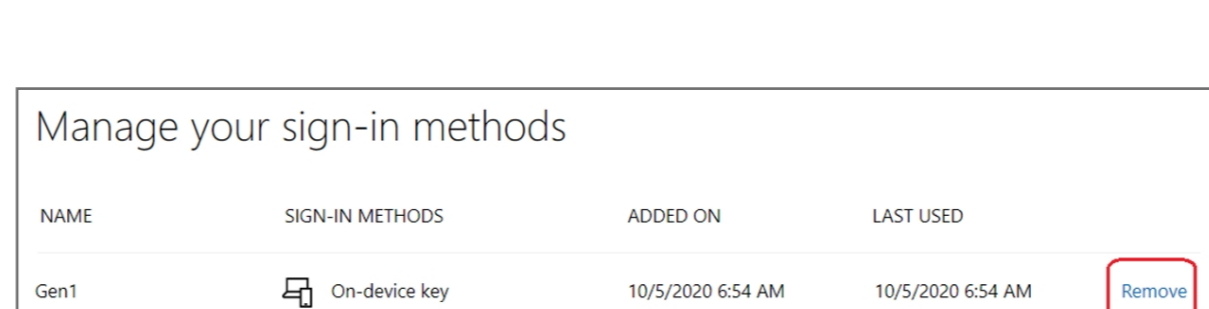 Manage your sign-in methods
NAME SIGN-IN METHODS ADDED ON LAST USED
Gen1 On-device key 10/5/2020 6:54 AM 10/5/2020 6:54 AM Remove